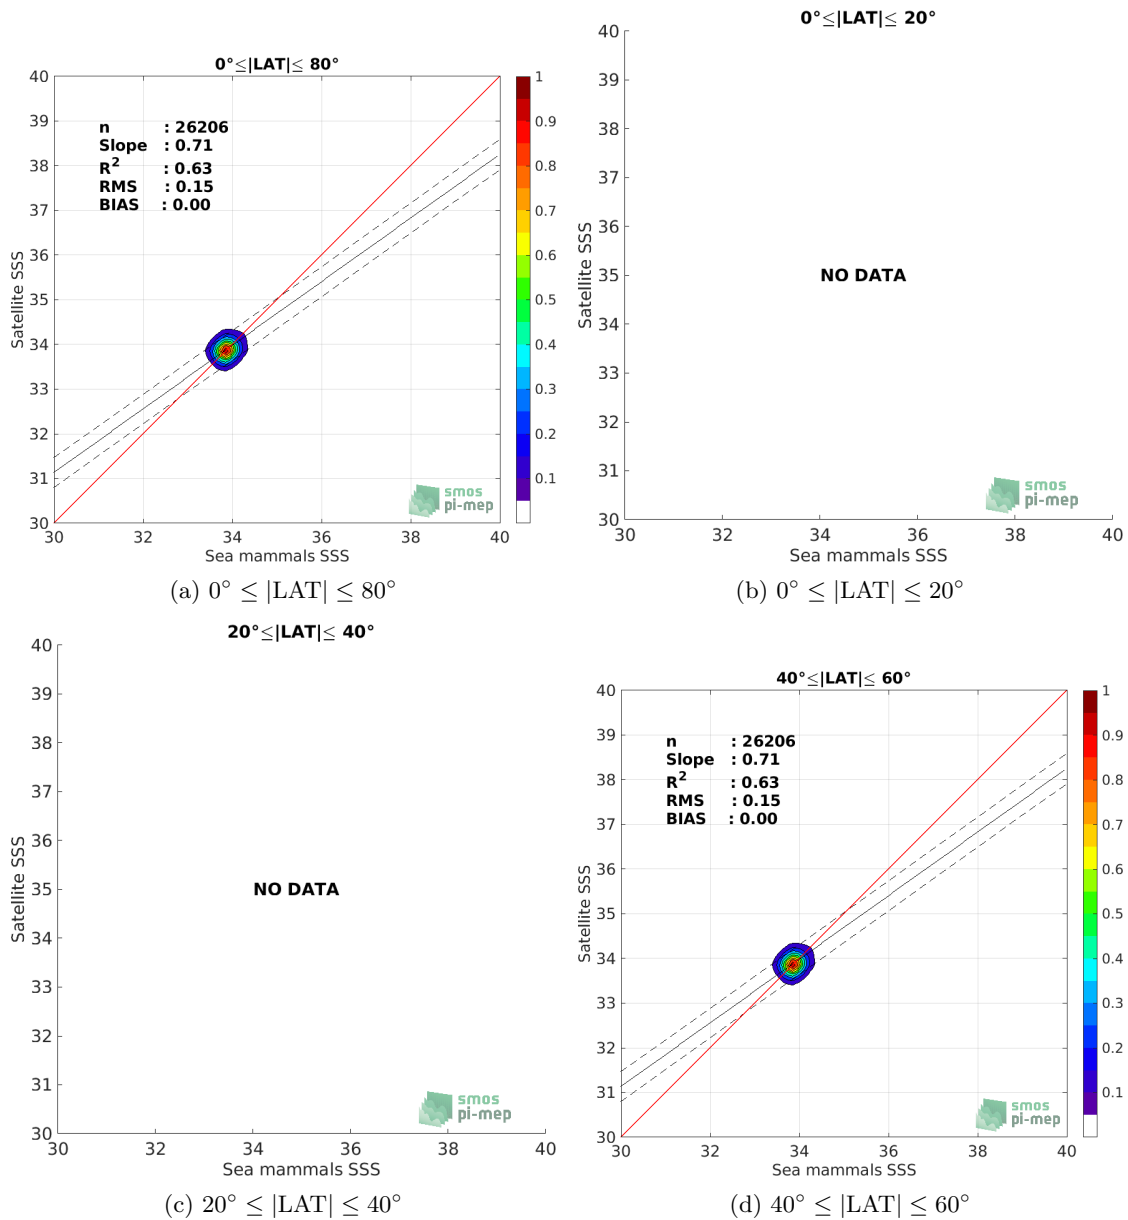 0°≤|LAT|≤ 80°
40
39
38
37
36
35
34
33
32
31
30
n : 26206
Slope : 0.71
R² : 0.63
RMS : 0.15
BIAS : 0.00
1
0.9
0.8
0.7
0.6
0.5
0.4
0.3
0.2
0.1
smos
pi-mep
30 32 34 36 38 40
Sea mammals SSS
Satellite SSS
(a) 0° ≤ |LAT| ≤ 80°
0°≤|LAT|≤ 20°
40
39
38
37
36
35
34
33
32
31
30
NO DATA
smos
pi-mep
30 32 34 36 38 40
Sea mammals SSS
Satellite SSS
(b) 0° ≤ |LAT| ≤ 20°
20°≤|LAT|≤ 40°
40
39
38
37
36
35
34
33
32
31
30
NO DATA
smos
pi-mep
30 32 34 36 38 40
Sea mammals SSS
Satellite SSS
(c) 20° ≤ |LAT| ≤ 40°
40°≤|LAT|≤ 60°
40
39
38
37
36
35
34
33
32
31
30
n : 26206
Slope : 0.71
R² : 0.63
RMS : 0.15
BIAS : 0.00
1
0.9
0.8
0.7
0.6
0.5
0.4
0.3
0.2
0.1
smos
pi-mep
30 32 34 36 38 40
Sea mammals SSS
Satellite SSS
(d) 40° ≤ |LAT| ≤ 60°